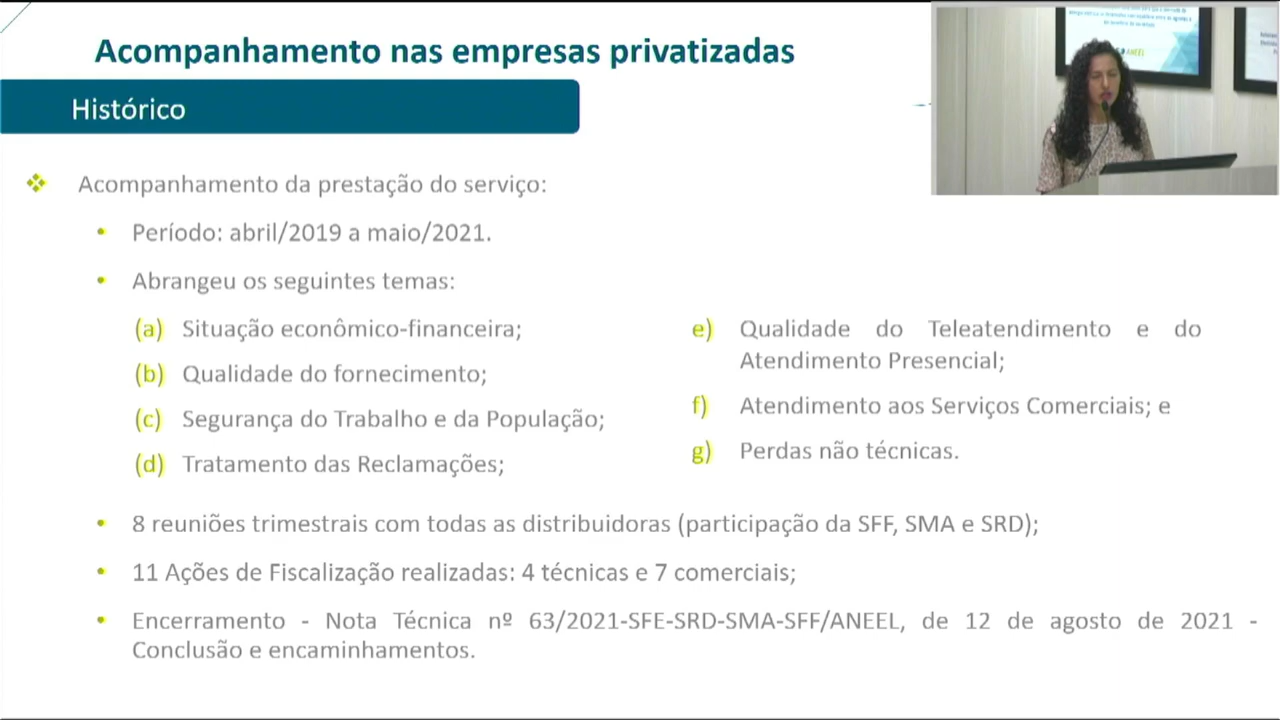 Acompanhamento nas empresas privatizadas
Histórico
Acompanhamento da prestação do serviço:
• Período: abril/2019 a maio/2021.
• Abrangeu os seguintes temas:
(a) Situação econômico-financeira;
(b) Qualidade do fornecimento;
(c) Segurança do Trabalho e da População;
(d) Tratamento das Reclamações;
e) Qualidade do Teleatendimento e do
Atendimento Presencial;
f) Atendimento aos Serviços Comerciais; e
g) Perdas não técnicas.
• 8 reuniões trimestrais com todas as distribuidoras (participação da SFF, SMA e SRD);
• 11 Ações de Fiscalização realizadas: 4 técnicas e 7 comerciais;
• Encerramento - Nota Técnica nº 63/2021-SFE-SRD-SMA-SFF/ANEEL, de 12 de agosto de 2021 -
Conclusão e encaminhamentos.
ANEEL